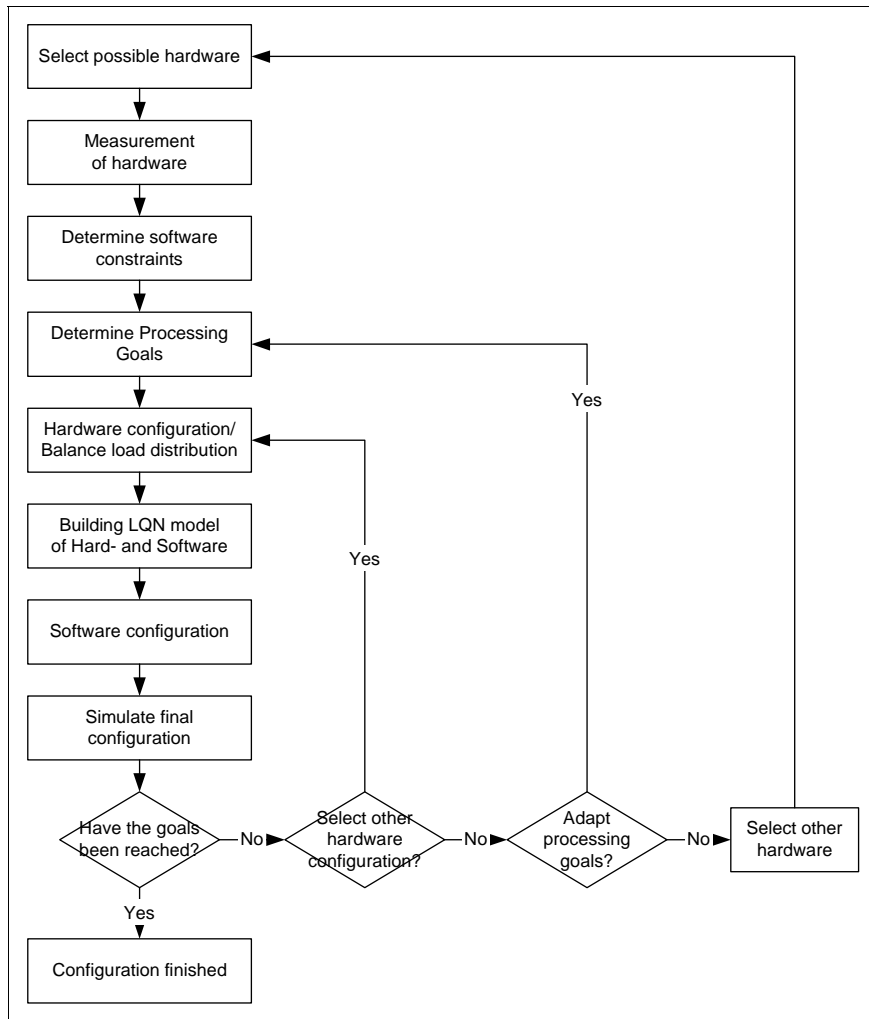 Select possible hardware
Measurement
of hardware
Determine software
constraints
Determine Processing
Goals
Yes
Hardware configuration/
Balance load distribution
Building LQN model
of Hard- and Software
Yes
Software configuration
Simulate final
configuration
Have the goals
been reached?
No
Select other
hardware
configuration?
No
Adapt
processing
goals?
No
Select other
hardware
Yes
Configuration finished